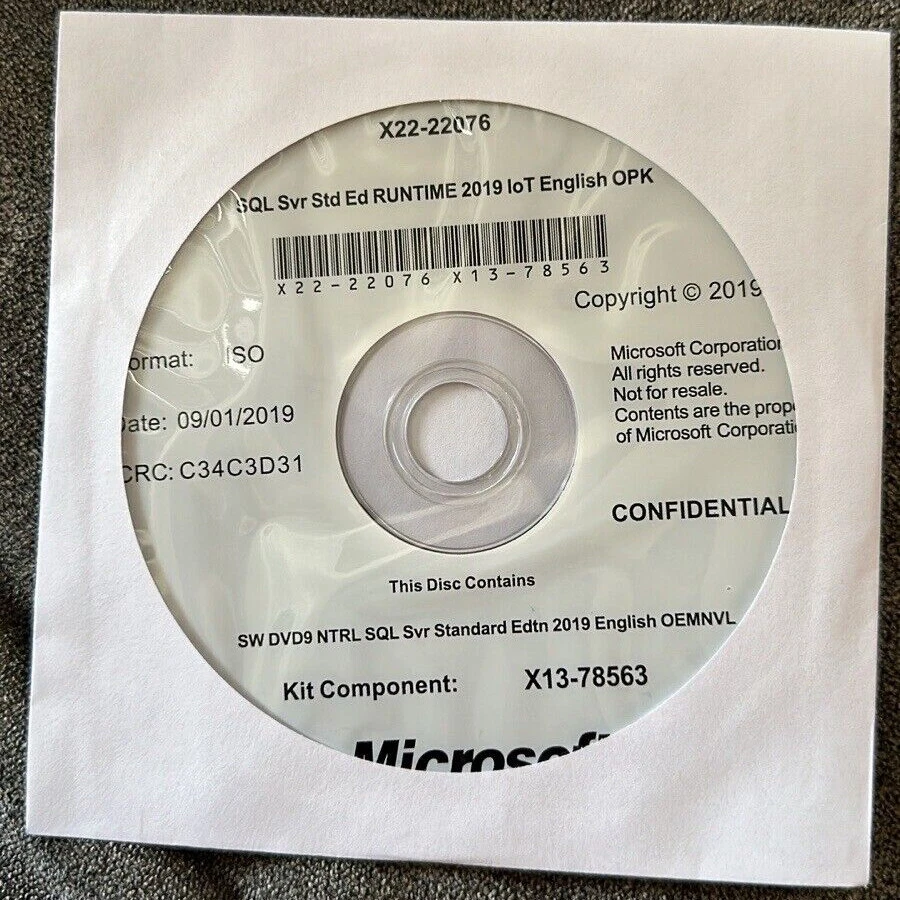 X22-22076
SQL Svr Std Ed RUNTIME 2019 IoT English OPK
X22-22076 X13-78563
Copyright © 2019
ormat: ISO
Microsoft Corporation
All rights reserved.
Not for resale.
Contents are the prop
of Microsoft Corporati
Date: 09/01/2019
CRC: C34C3D31
CONFIDENTIAL
This Disc Contains
SW DVD9 NTRL SQL Svr Standard Edtn 2019 English OEMNVL
Kit Component: X13-78563
Microsoft